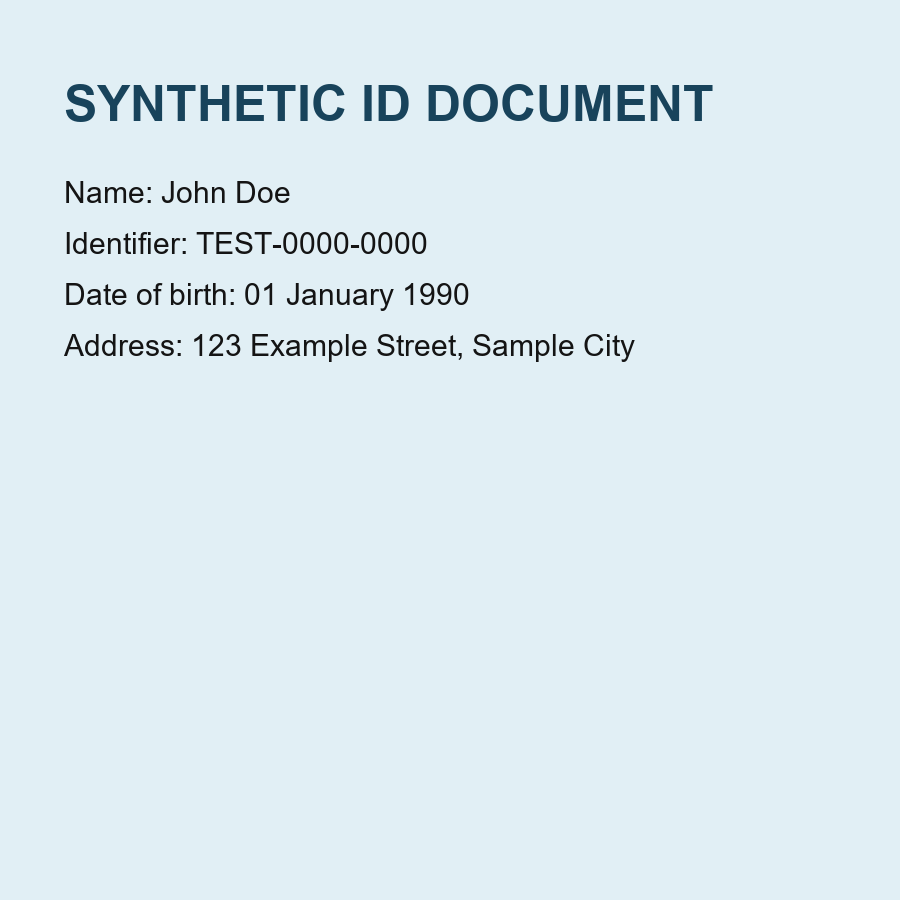 SYNTHETIC ID DOCUMENT
Name: John Doe
Identifier: TEST-0000-0000
Date of birth: 01 January 1990
Address: 123 Example Street, Sample City